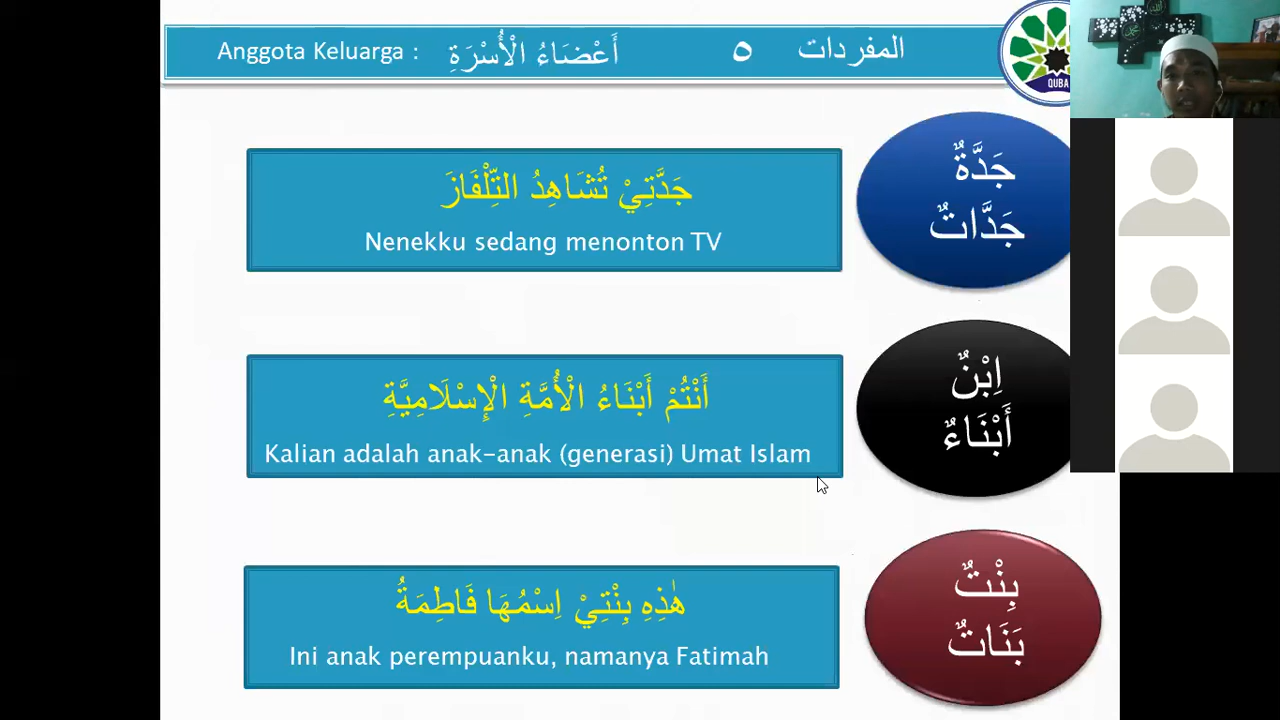 Anggota Keluarga : أَعْضَاءُ الْأُسْرَةِ ٥ المفردات
QUBA
جَدَّةٌ
جَدَّاتٌ
جَدَّتِيْ تُشَاهِدُ التِّلْفَازَ
Nenekku sedang menonton TV
اِبْنٌ
أَبْنَاءٌ
أَنْتُمْ أَبْنَاءُ الْأُمَّةِ الْإِسْلَامِيَّةِ
Kalian adalah anak-anak (generasi) Umat Islam
بِنْتٌ
بَنَاتٌ
هٰذِهِ بِنْتِيْ اِسْمُهَا فَاطِمَةُ
Ini anak perempuanku, namanya Fatimah